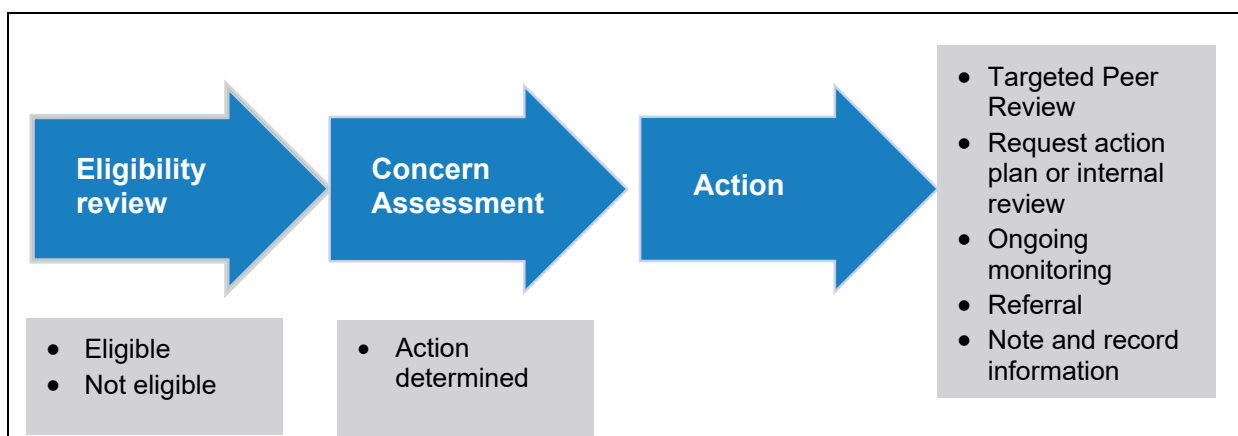 Eligibility
review
• Eligible
• Not eligible
Concern
Assessment
• Action
determined
Action
• Targeted Peer
Review
• Request action
plan or internal
review
• Ongoing
monitoring
• Referral
• Note and record
information